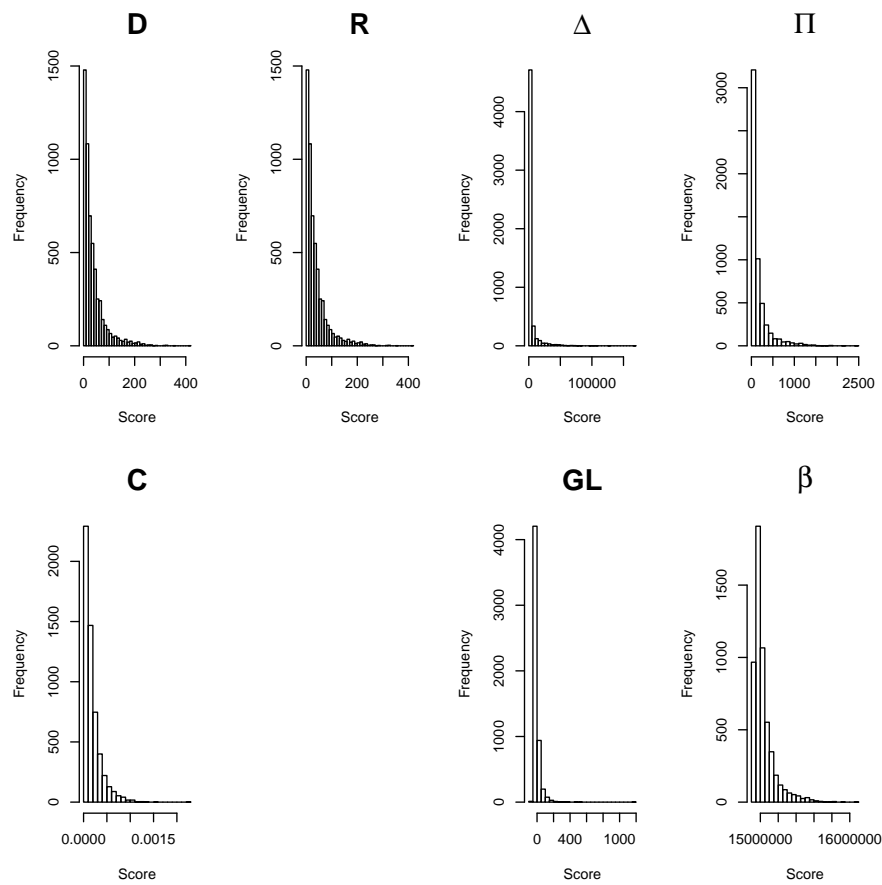 D R Δ Π
Frequency
0 500 1000 1500
0 200 400
Score
Frequency
0 500 1000 1500
0 200 400
Score
Frequency
0 1000 2000 3000 4000
0 100000
Score
Frequency
0 500 1000 2000 3000
0 1000 2500
Score
C GL β
Frequency
0 500 1000 1500 2000
0.0000 0.0015
Score
Frequency
0 1000 2000 3000 4000
0 400 1000
Score
Frequency
0 500 1000 1500
15000000 16000000
Score